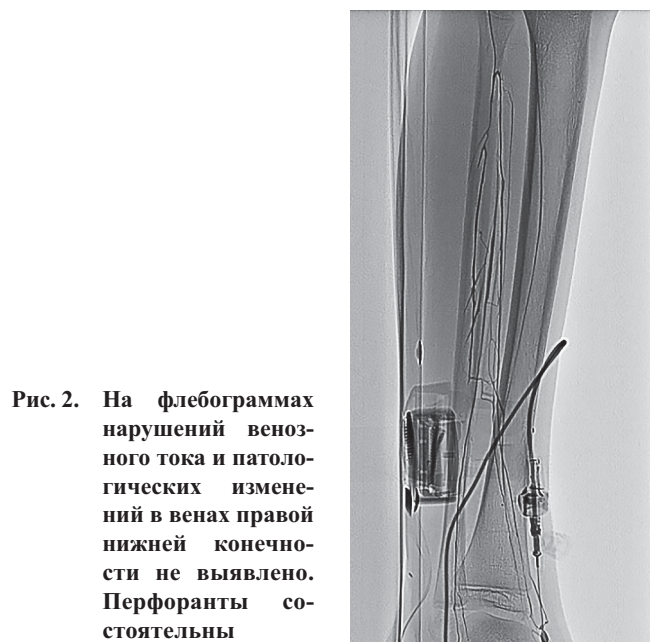 Рис. 2. На флебограммах
нарушений веноз-
ного тока и патоло-
гических измене-
ний в венах правой
нижней конечно-
сти не выявлено.
Перфоранты со-
стоятельны